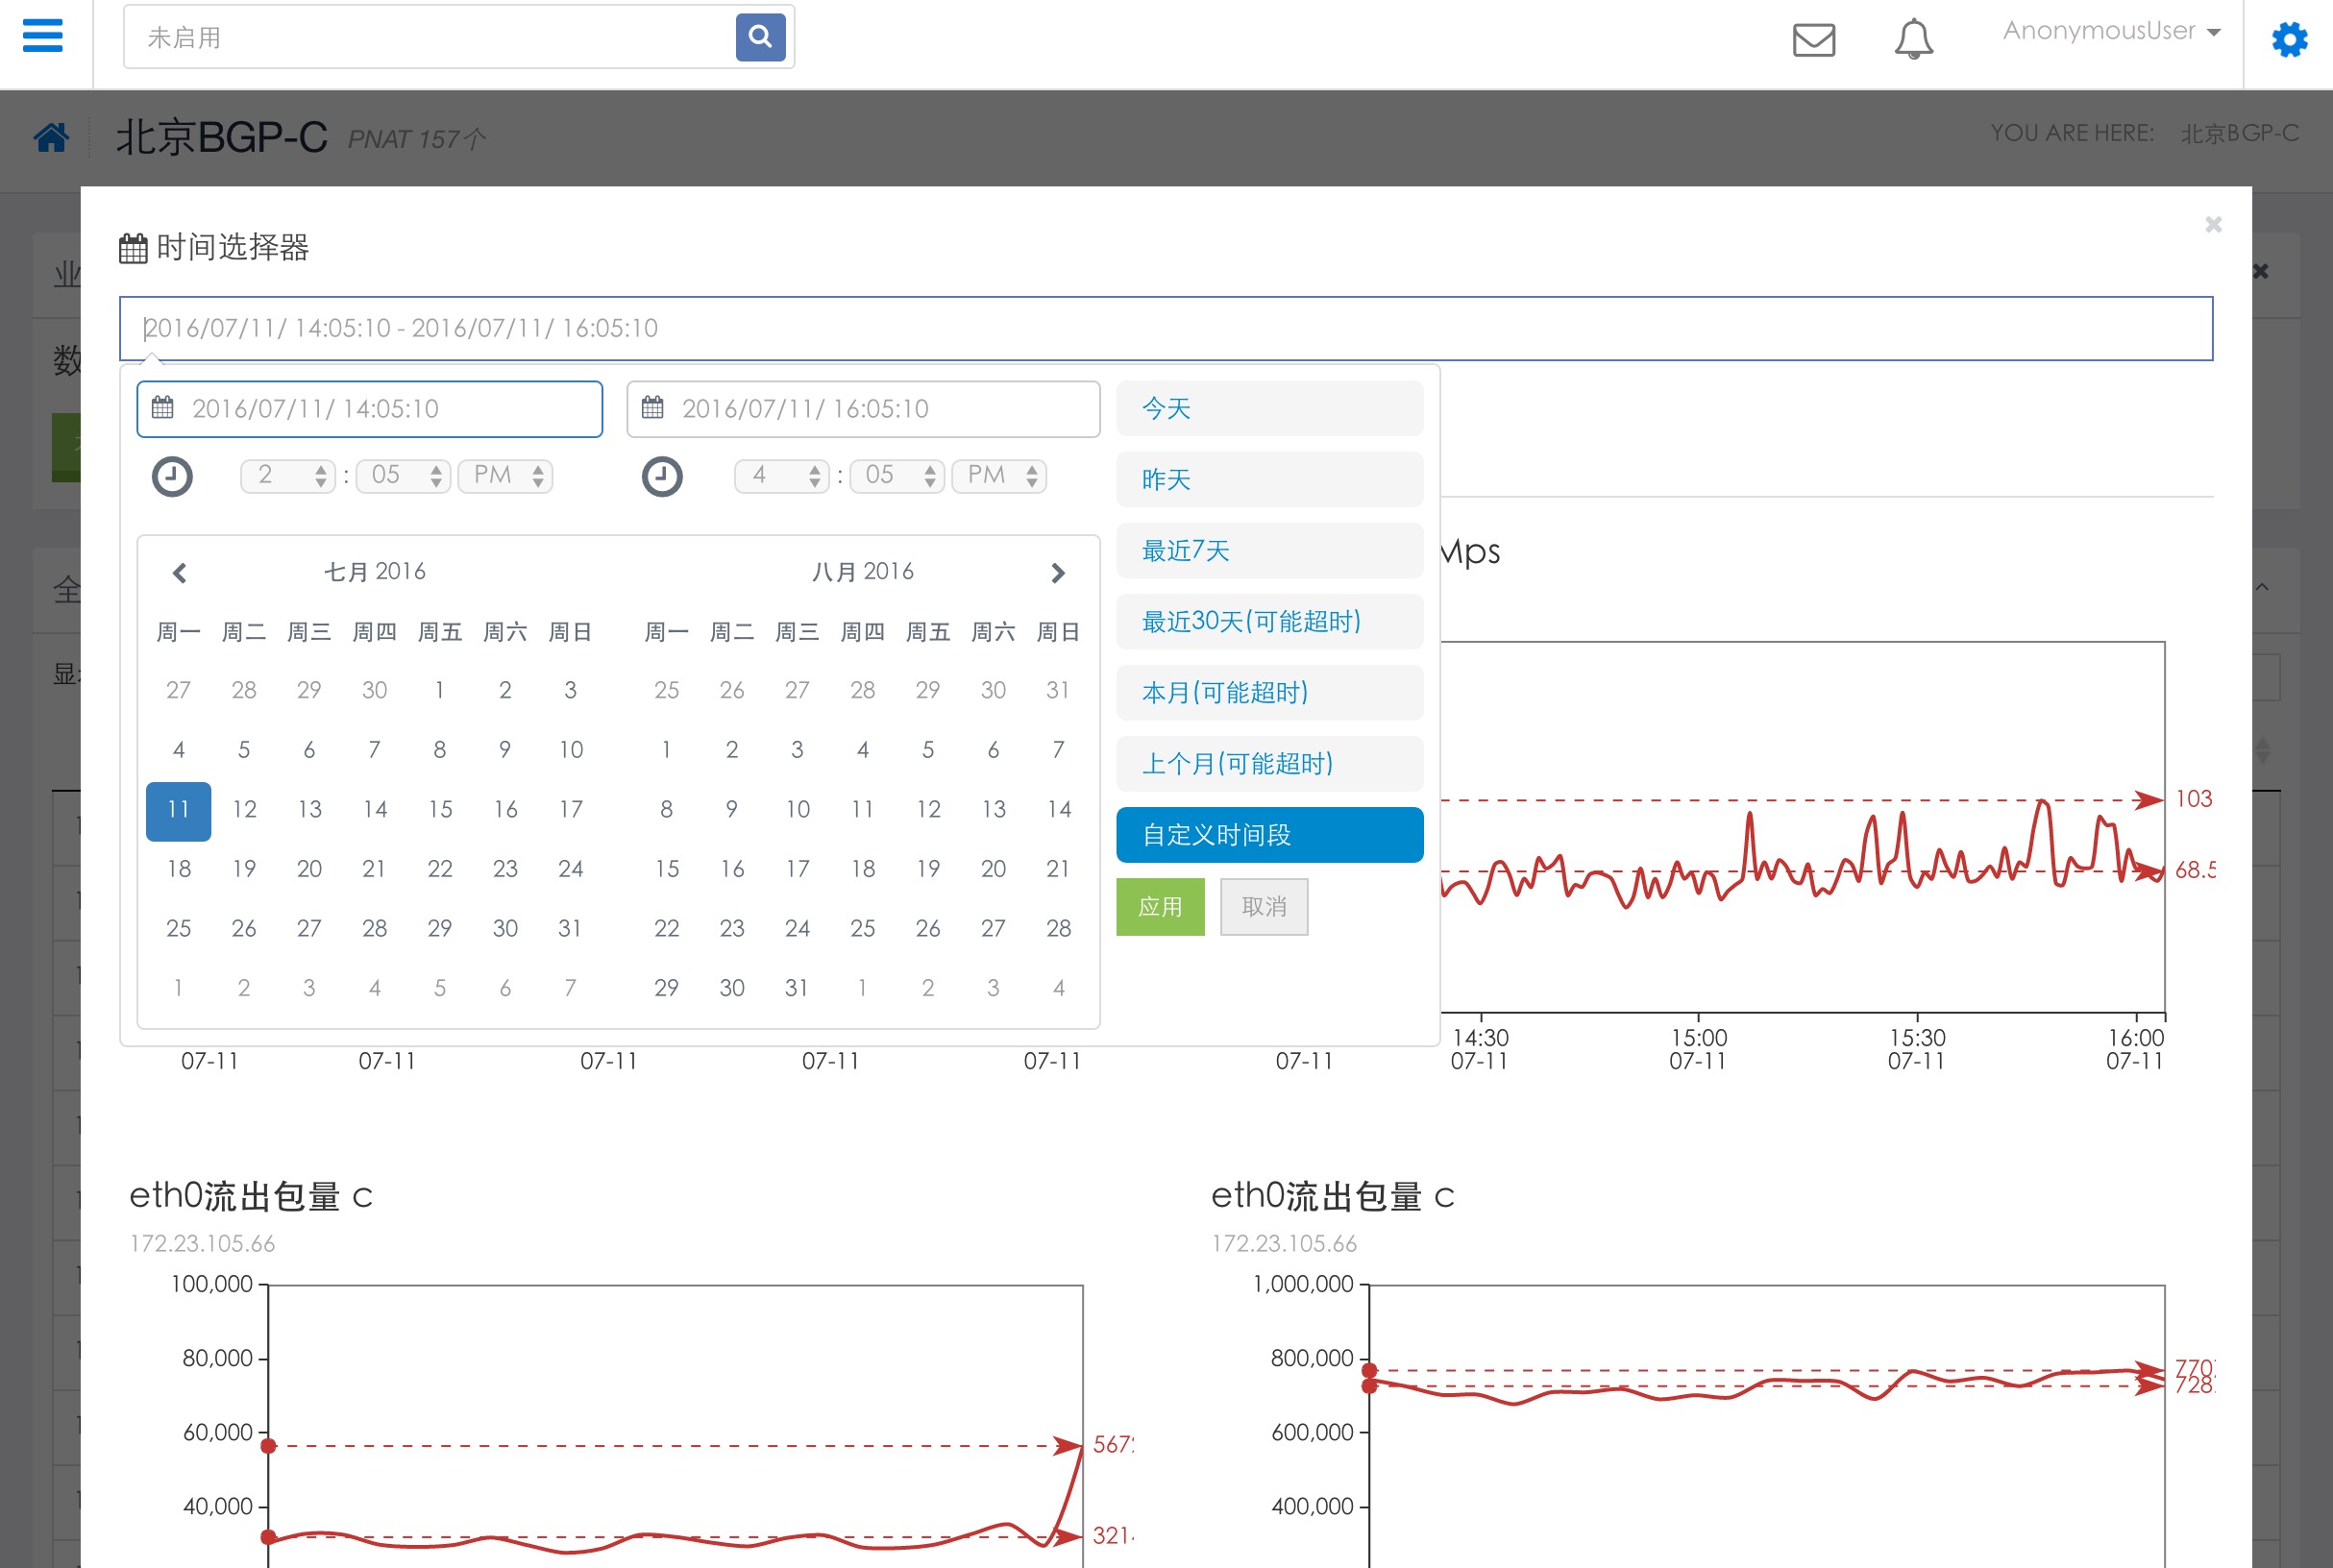 未启用
AnonymousUser
北京BGP-C PNAT 157个
YOU ARE HERE: 北京BGP-C
时间选择器
2016/07/11/ 14:05:10 - 2016/07/11/ 16:05:10
2016/07/11/ 14:05:10
2016/07/11/ 16:05:10
2 : 05 PM
4 : 05 PM
七月 2016
周一 周二 周三 周四 周五 周六 周日
27 28 29 30 1 2 3
4 5 6 7 8 9 10
11 12 13 14 15 16 17
18 19 20 21 22 23 24
25 26 27 28 29 30 31
1 2 3 4 5 6 7
八月 2016
周一 周二 周三 周四 周五 周六 周日
25 26 27 28 29 30 31
1 2 3 4 5 6 7
8 9 10 11 12 13 14
15 16 17 18 19 20 21
22 23 24 25 26 27 28
29 30 31 1 2 3 4
今天
昨天
最近7天
最近30天(可能超时)
本月(可能超时)
上个月(可能超时)
自定义时间段
应用 取消
业
数
全
Mps
103
68.5
14:30 15:00 15:30 16:00
07-11 07-11 07-11 07-11 07-11 07-11 07-11 07-11 07-11 07-11
eth0流出包量 c
172.23.105.66
100,000
80,000
60,000
40,000
567
321
eth0流出包量 c
172.23.105.66
1,000,000
800,000
600,000
400,000
770
728